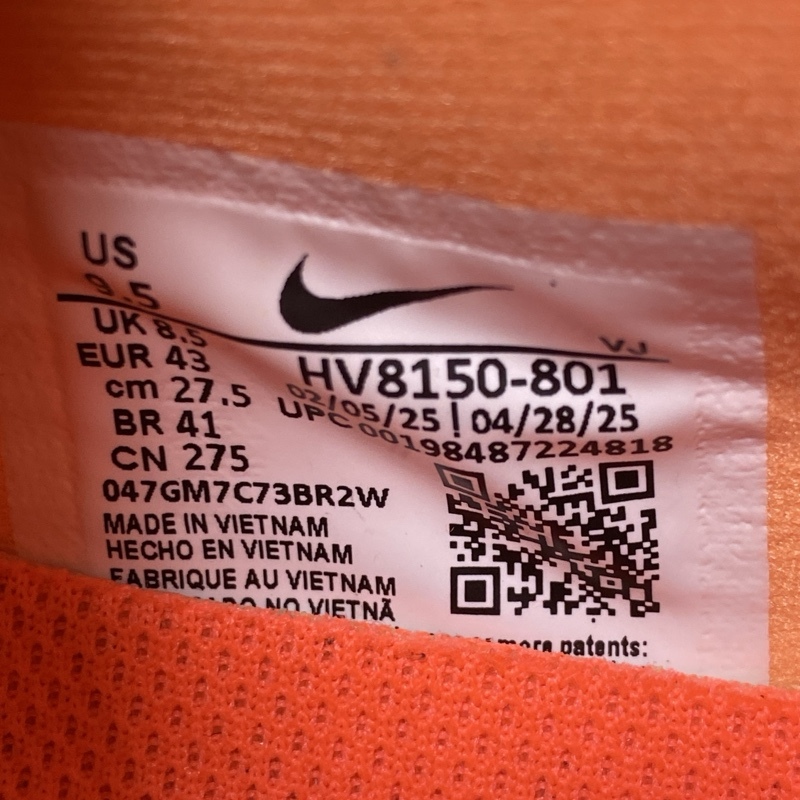 US
9.5
UK 8.5
EUR 43
cm 27.5
BR 41
CN 275
VJ
HV8150-801
02/05/25 | 04/28/25
UPC 00198487224818
047GM7C73BR2W
MADE IN VIETNAM
HECHO EN VIETNAM
FABRIQUE AU VIETNAM
NO VIETNÃ
more patents: